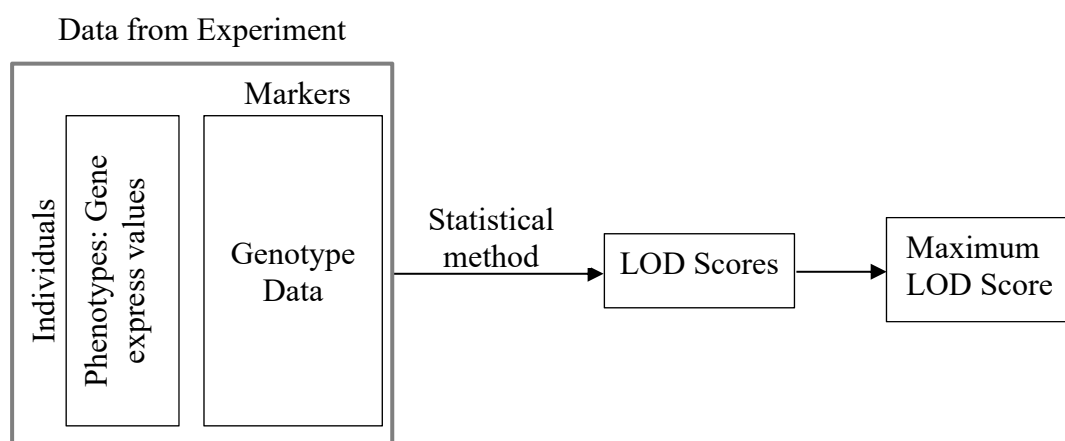 Data from Experiment
Markers
Individuals
Phenotypes: Gene
express values
Genotype
Data
Statistical
method
LOD Scores
Maximum
LOD Score